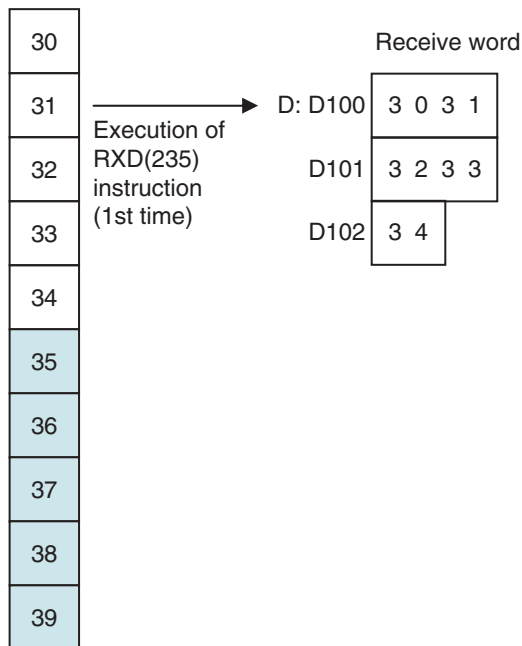 30
31
32
33
34
35
36
37
38
39
Execution of
RXD(235)
instruction
(1st time)
Receive word
D: D100 3 0 3 1
D101 3 2 3 3
D102 3 4